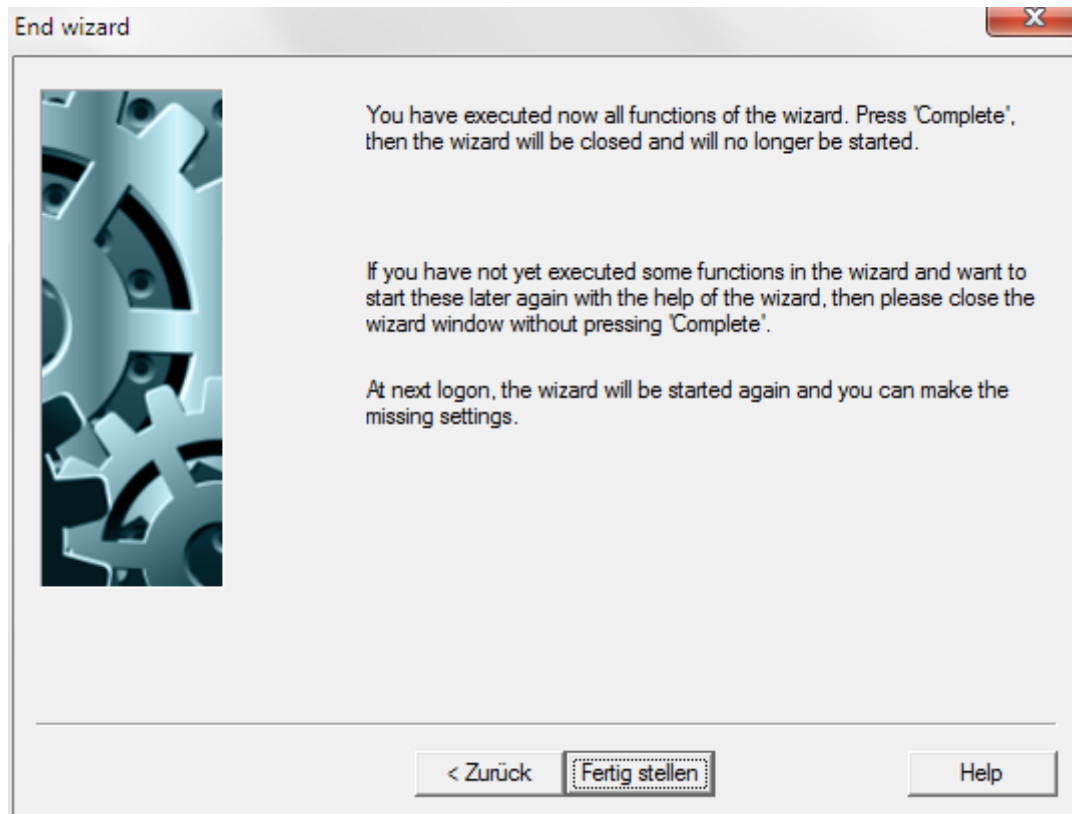 End wizard
You have executed now all functions of the wizard. Press 'Complete',
then the wizard will be closed and will no longer be started.
If you have not yet executed some functions in the wizard and want to
start these later again with the help of the wizard, then please close the
wizard window without pressing 'Complete'.
At next logon, the wizard will be started again and you can make the
missing settings.
< Zurück Fertig stellen Help